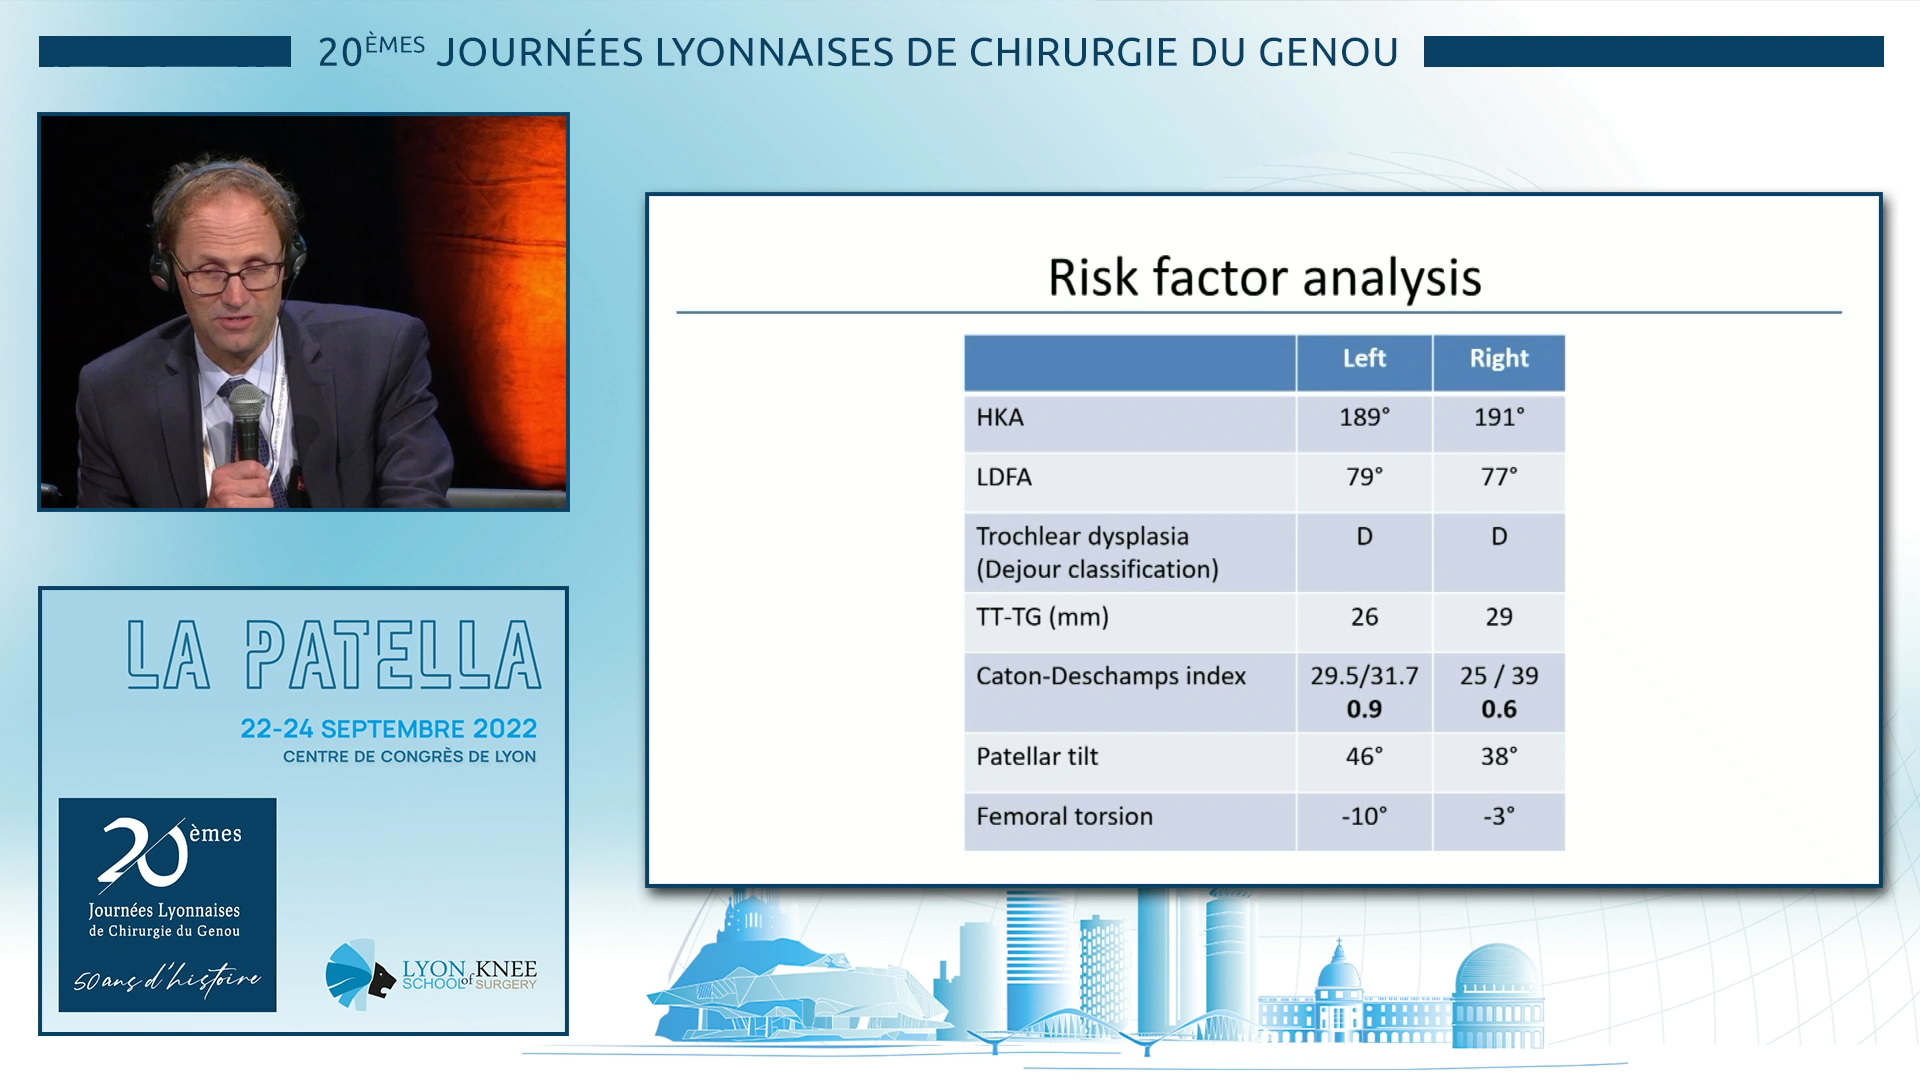 20ÈMES JOURNÉES LYONNAISES DE CHIRURGIE DU GENOU
Risk factor analysis
Left Right
HKA 189° 191°
LDFA 79° 77°
Trochlear dysplasia (Dejour classification) D D
TT-TG (mm) 26 29
Caton-Deschamps index 29.5/31.7 25 / 39
0.9 0.6
Patellar tilt 46° 38°
Femoral torsion -10° -3°
LA PATELLA
22-24 SEPTEMBRE 2022
CENTRE DE CONGRÈS DE LYON
20èmes
Journées Lyonnaises
de Chirurgie du Genou
50 ans d'histoire
LYON KNEE
SCHOOL of SURGERY